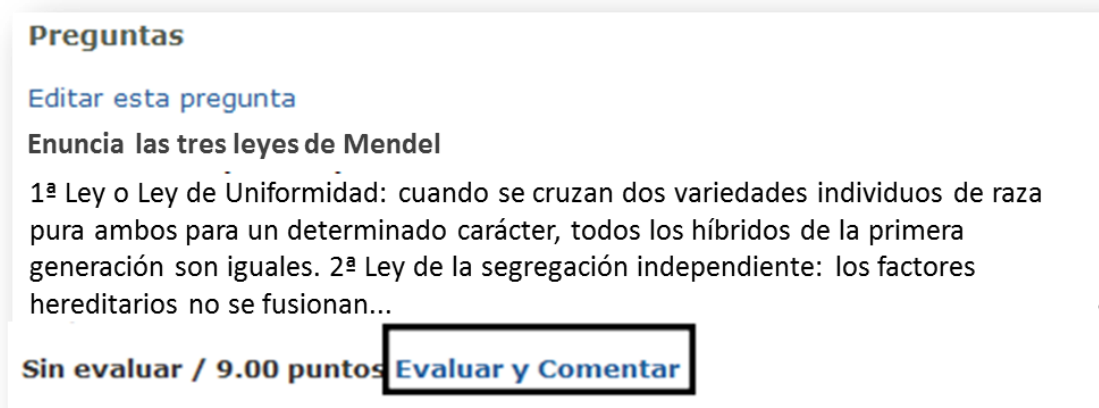 Preguntas
Editar esta pregunta
Enuncia las tres leyes de Mendel
1ª Ley o Ley de Uniformidad: cuando se cruzan dos variedades individuos de raza
pura ambos para un determinado carácter, todos los híbridos de la primera
generación son iguales. 2ª Ley de la segregación independiente: los factores
hereditarios no se fusionan...
Sin evaluar / 9.00 puntos Evaluar y Comentar